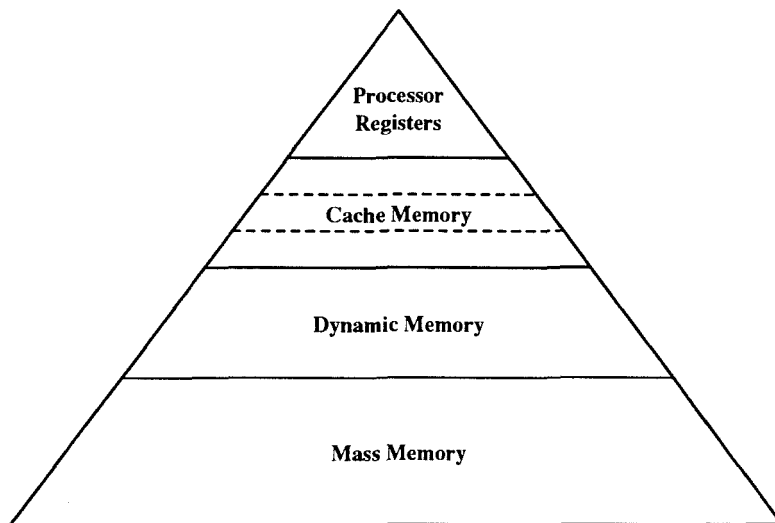 Processor
Registers
Cache Memory
Dynamic Memory
Mass Memory